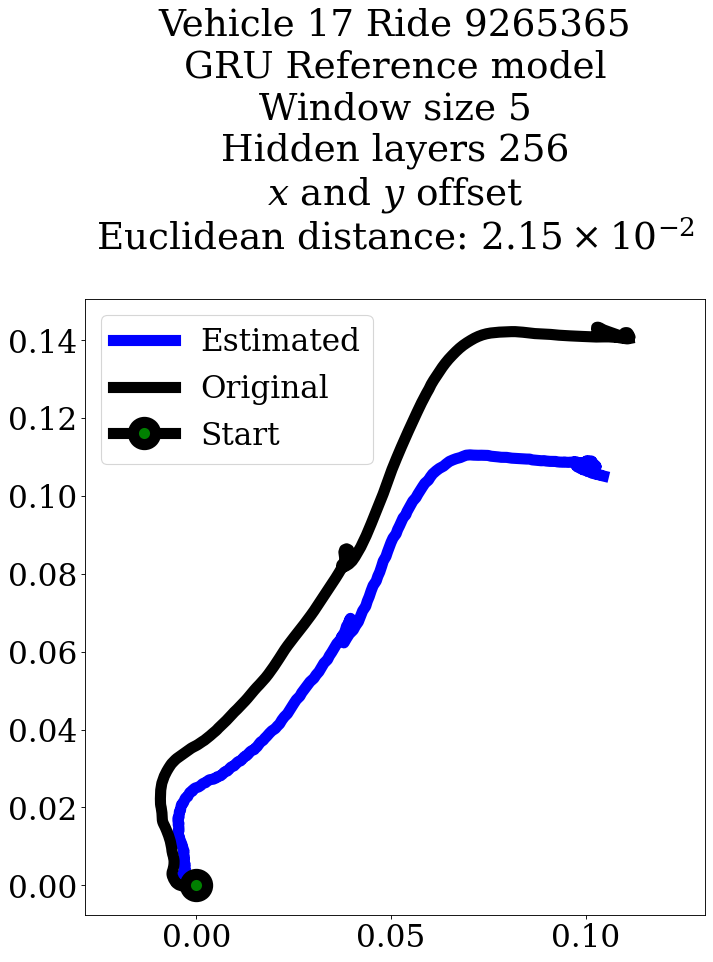 Vehicle 17 Ride 9265365
GRU Reference model
Window size 5
Hidden layers 256
x and y offset
Euclidean distance: 2.15 × 10⁻²
Estimated
Original
Start
0.14
0.12
0.10
0.08
0.06
0.04
0.02
0.00
0.00 0.05 0.10